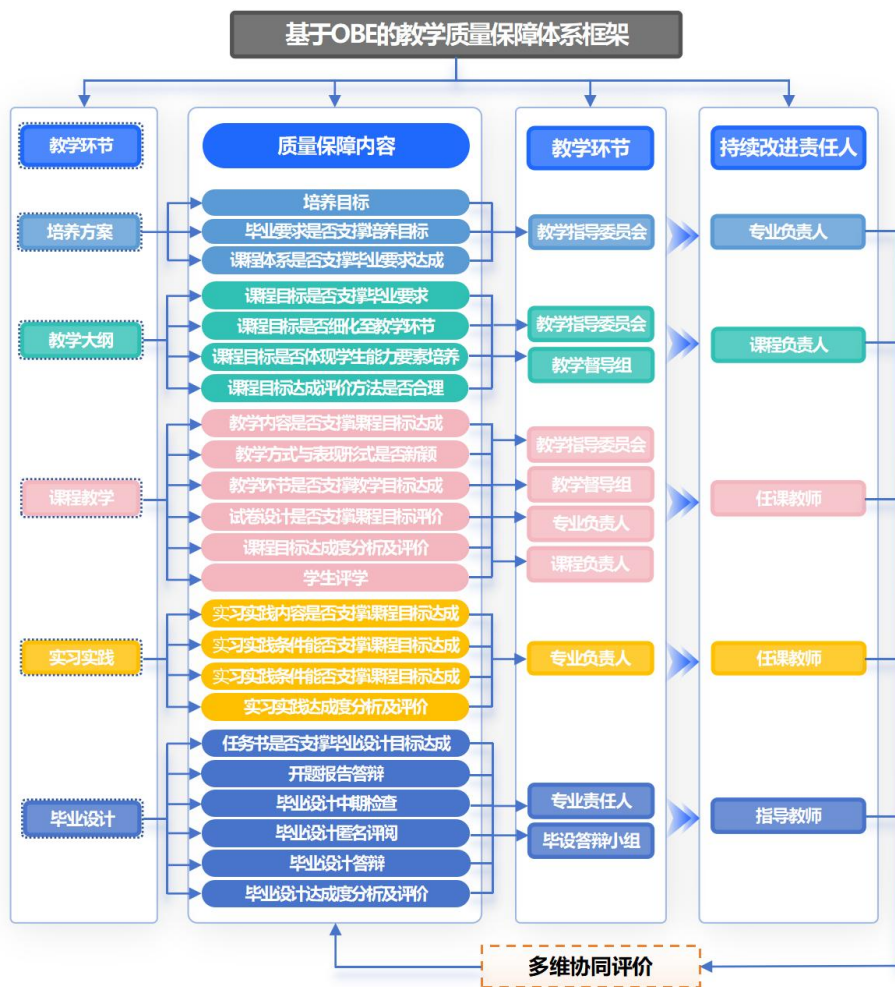 基于OBE的教学质量保障体系框架
教学环节
质量保障内容
教学环节
持续改进责任人
培养方案
培养目标
毕业要求是否支撑培养目标
课程体系是否支撑毕业要求达成
教学指导委员会
专业负责人
教学大纲
课程目标是否支撑毕业要求
课程目标是否细化至教学环节
课程目标是否体现学生能力要素培养
课程目标达成评价方法是否合理
教学指导委员会
教学督导组
课程负责人
课程教学
教学内容是否支撑课程目标达成
教学方式与表现形式是否新颖
教学环节是否支撑教学目标达成
试卷设计是否支撑课程目标评价
课程目标达成度分析及评价
学生评学
教学指导委员会
教学督导组
专业负责人
课程负责人
任课教师
实习实践
实习实践内容是否支撑课程目标达成
实习实践条件能否支撑课程目标达成
实习实践条件能否支撑课程目标达成
实习实践达成度分析及评价
专业负责人
任课教师
毕业设计
任务书是否支撑毕业设计目标达成
开题报告答辩
毕业设计中期检查
毕业设计匿名评阅
毕业设计答辩
毕业设计达成度分析及评价
专业责任人
毕设答辩小组
指导教师
多维协同评价